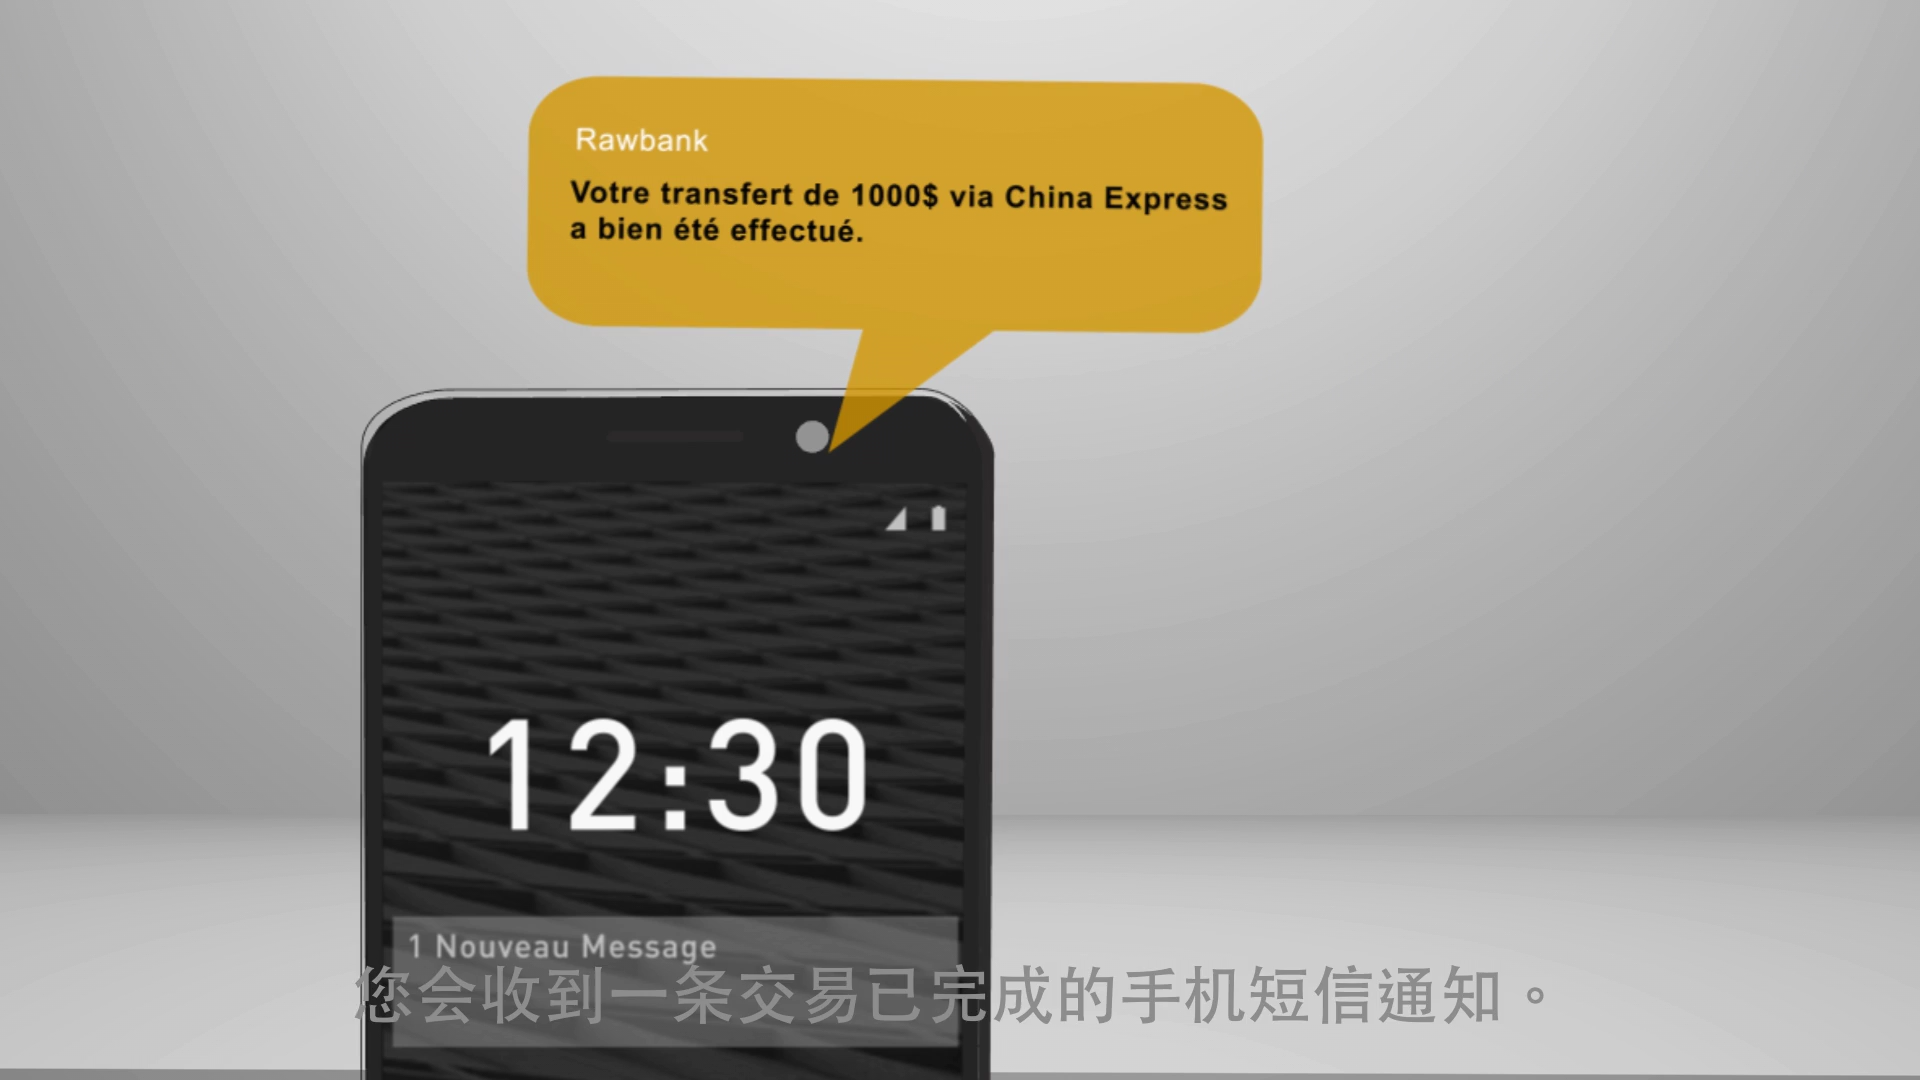 Rawbank
Votre transfert de 1000$ via China Express
a bien été effectué.
12:30
1 Nouveau Message
您会收到一条交易已完成的手机短信通知。